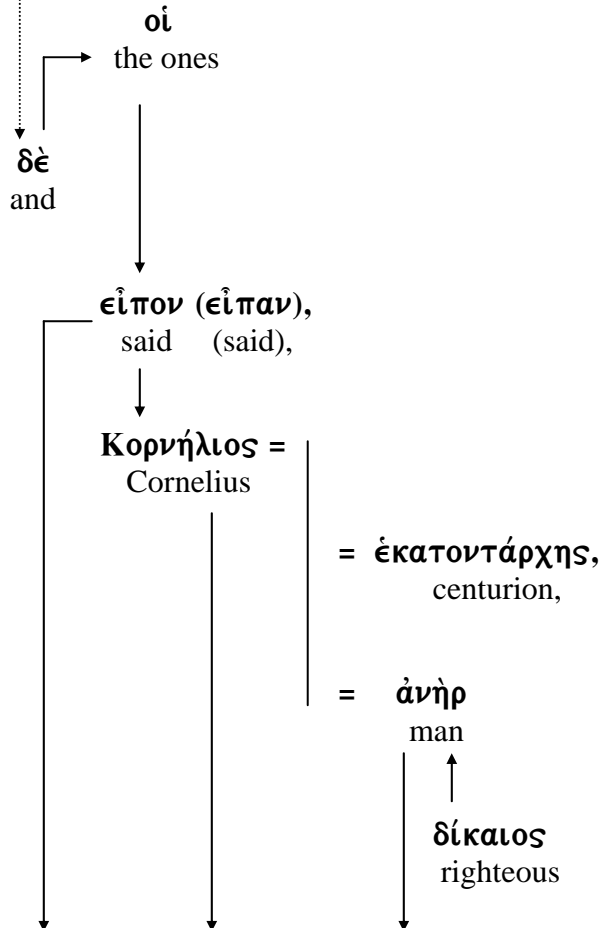 οἱ
the ones
δὲ
and
εἶπον (εἶπαν),
said (said),
Κορνήλιος =
Cornelius
= ἑκατοντάρχης,
centurion,
= ἀνὴρ
man
δίκαιος
righteous